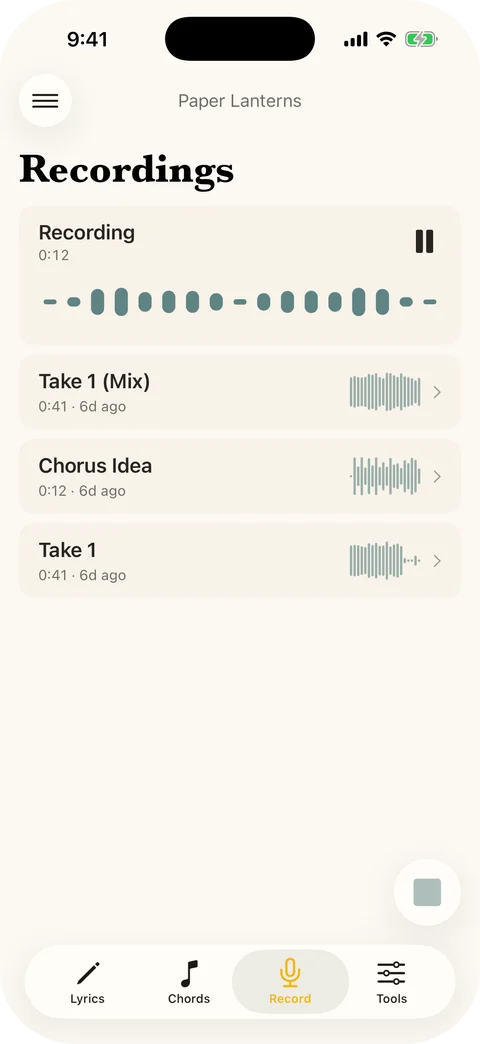 9:41
Paper Lanterns
Recordings
Recording
0:12
Take 1 (Mix)
0:41 · 6d ago
Chorus Idea
0:12 · 6d ago
Take 1
0:41 · 6d ago
Lyrics
Chords
Record
Tools